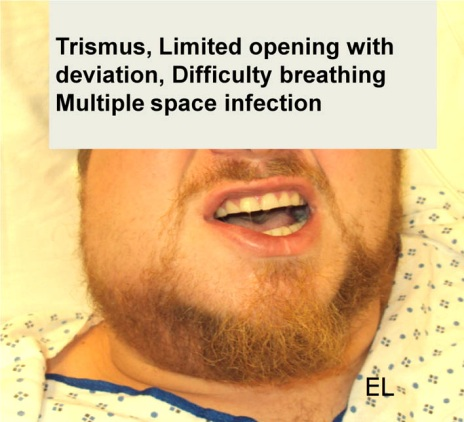 Trismus, Limited opening with
deviation, Difficulty breathing
Multiple space infection
EL